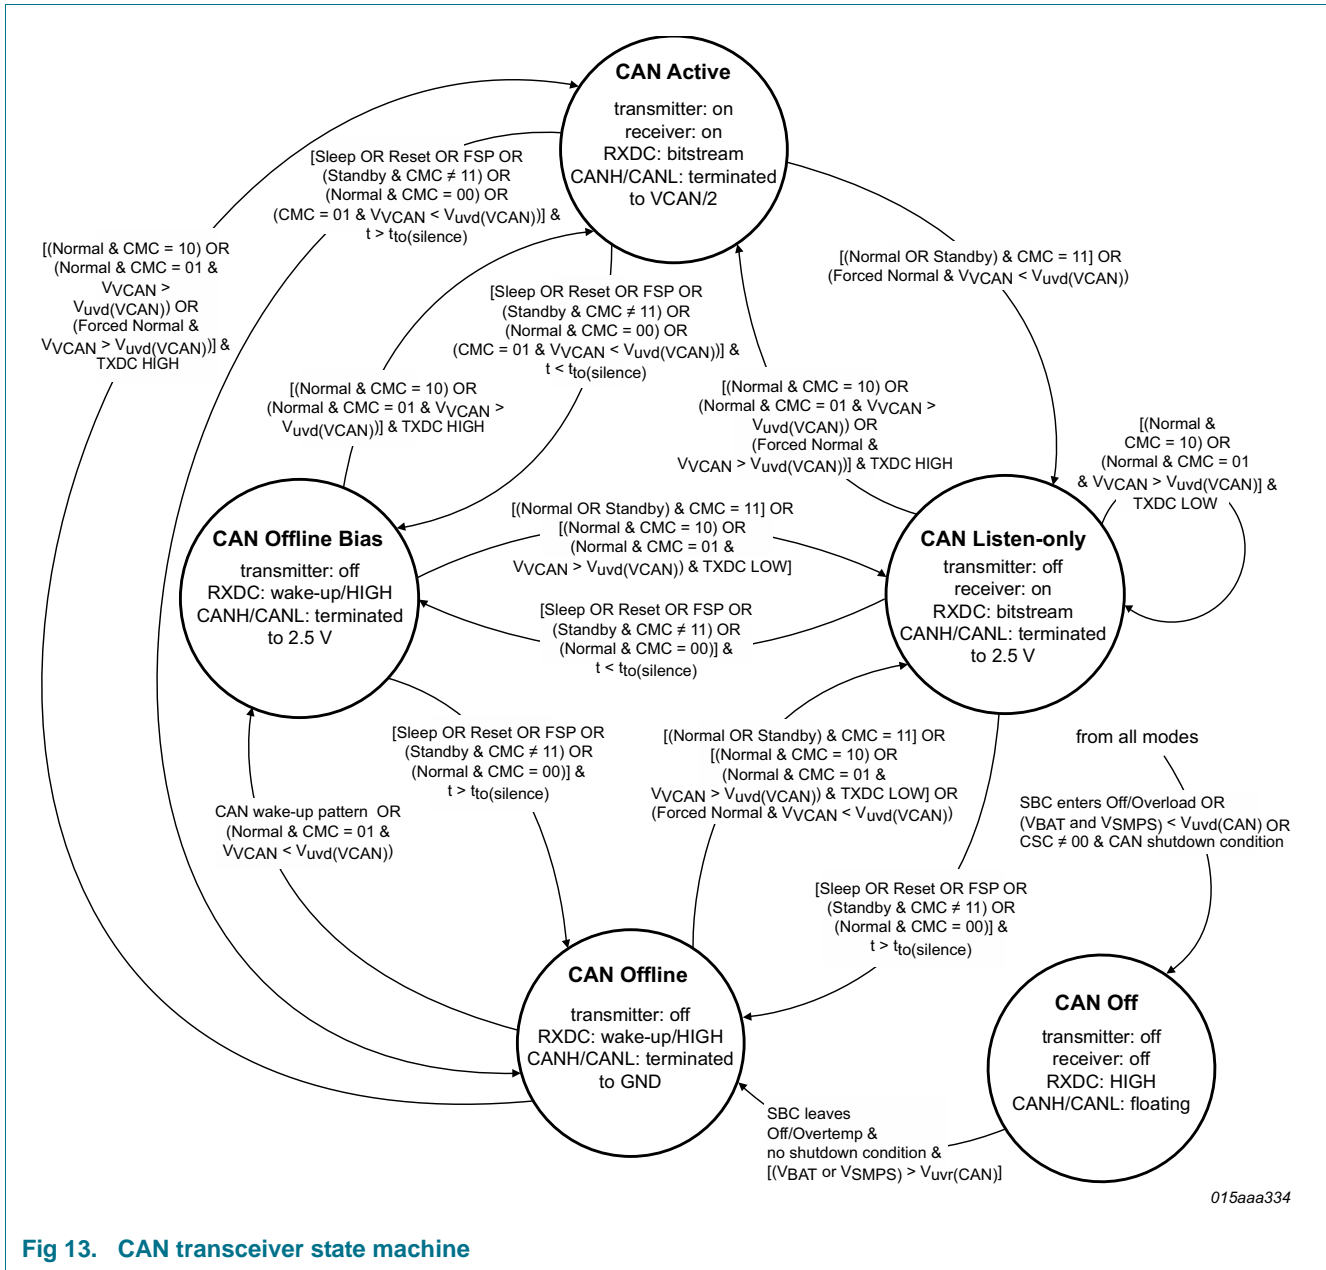 CAN Active
transmitter: on
receiver: on
RXDC: bitstream
CANH/CANL: terminated
to VCAN/2
[Sleep OR Reset OR FSP OR
(Standby & CMC ≠ 11) OR
(Normal & CMC = 00) OR
(CMC = 01 & VVCAN < Vuvd(VCAN))] &
t > tto(silence)
[(Normal & CMC = 10) OR
(Normal & CMC = 01 &
VVCAN >
Vuvd(VCAN)) OR
(Forced Normal &
VVCAN > Vuvd(VCAN))] &
TXDC HIGH
[(Normal OR Standby) & CMC = 11] OR
(Forced Normal & VVCAN < Vuvd(VCAN))
[Sleep OR Reset OR FSP OR
(Standby & CMC ≠ 11) OR
(Normal & CMC = 00) OR
(CMC = 01 & VVCAN < Vuvd(VCAN))] &
t < tto(silence)
[(Normal & CMC = 10) OR
(Normal & CMC = 01 & VVCAN >
Vuvd(VCAN))] & TXDC HIGH
[(Normal & CMC = 10) OR
(Normal & CMC = 01 & VVCAN >
Vuvd(VCAN)) OR
(Forced Normal &
VVCAN > Vuvd(VCAN))] & TXDC HIGH
[(Normal &
CMC = 10) OR
(Normal & CMC = 01
& VVCAN > Vuvd(VCAN)] &
TXDC LOW
CAN Offline Bias
transmitter: off
RXDC: wake-up/HIGH
CANH/CANL: terminated
to 2.5 V
[(Normal OR Standby) & CMC = 11] OR
[(Normal & CMC = 10) OR
(Normal & CMC = 01 &
VVCAN > Vuvd(VCAN)) & TXDC LOW]
[Sleep OR Reset OR FSP OR
(Standby & CMC ≠ 11) OR
(Normal & CMC = 00)] &
t < tto(silence)
CAN Listen-only
transmitter: off
receiver: on
RXDC: bitstream
CANH/CANL: terminated
to 2.5 V
[Sleep OR Reset OR FSP OR
(Standby & CMC ≠ 11) OR
(Normal & CMC = 00)] &
t > tto(silence)
[(Normal OR Standby) & CMC = 11] OR
[(Normal & CMC = 10) OR
(Normal & CMC = 01 &
VVCAN > Vuvd(VCAN)) & TXDC LOW] OR
(Forced Normal & VVCAN < Vuvd(VCAN))
from all modes
SBC enters Off/Overload OR
(VBAT and VSMPS) < Vuvd(CAN) OR
CSC ≠ 00 & CAN shutdown condition
CAN wake-up pattern OR
(Normal & CMC = 01 &
VVCAN < Vuvd(VCAN))
[Sleep OR Reset OR FSP OR
(Standby & CMC ≠ 11) OR
(Normal & CMC = 00)] &
t > tto(silence)
CAN Offline
transmitter: off
RXDC: wake-up/HIGH
CANH/CANL: terminated
to GND
CAN Off
transmitter: off
receiver: off
RXDC: HIGH
CANH/CANL: floating
SBC leaves
Off/Overtemp &
no shutdown condition &
[(VBAT or VSMPS) > Vuvr(CAN)]
015aaa334
Fig 13. CAN transceiver state machine